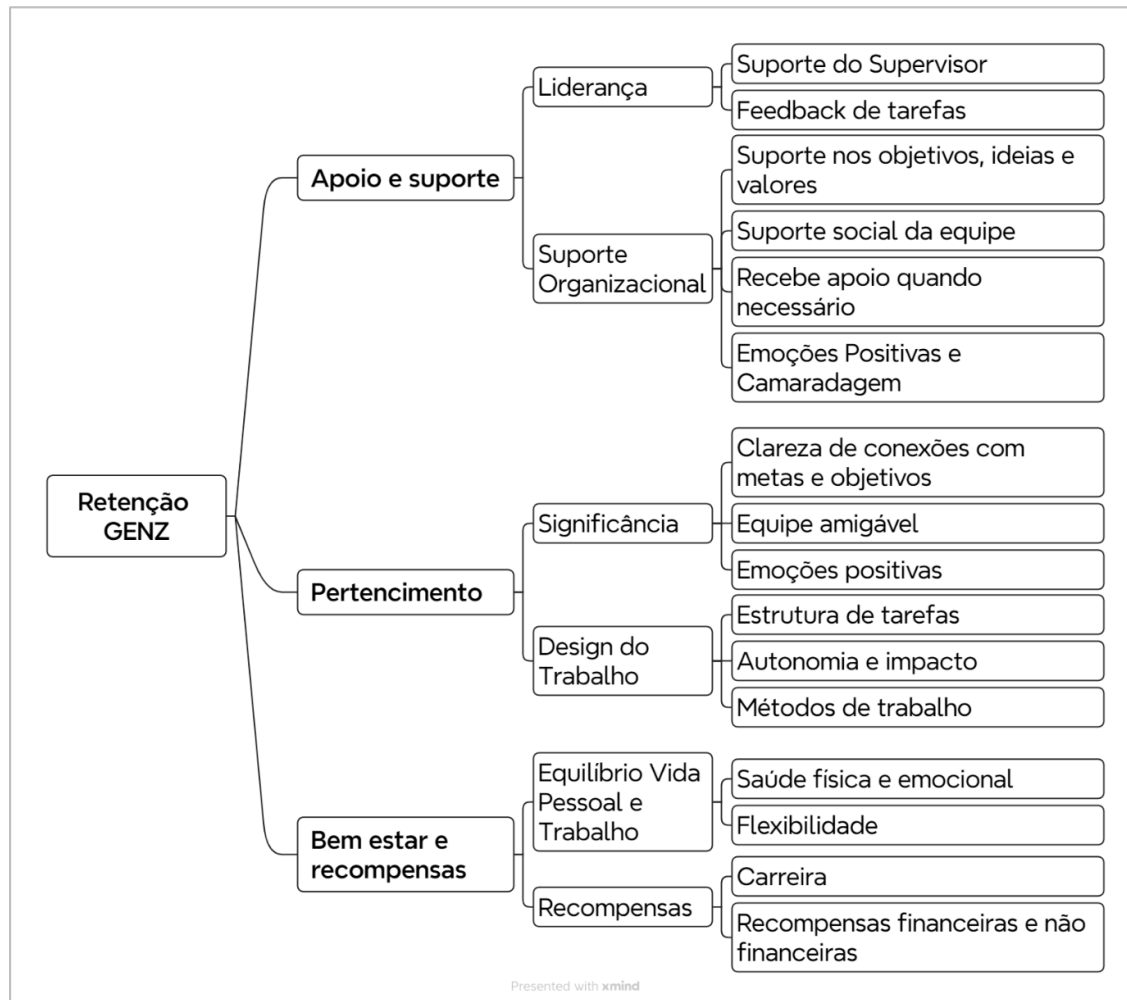 Retenção
GENZ
Apoio e suporte
Liderança
Suporte do Supervisor
Feedback de tarefas
Suporte
Organizacional
Suporte nos objetivos, ideias e
valores
Suporte social da equipe
Recebe apoio quando
necessário
Emoções Positivas e
Camaradagem
Pertencimento
Significância
Clareza de conexões com
metas e objetivos
Equipe amigável
Emoções positivas
Design do
Trabalho
Estrutura de tarefas
Autonomia e impacto
Métodos de trabalho
Bem estar e
recompensas
Equilíbrio Vida
Pessoal e
Trabalho
Saúde física e emocional
Flexibilidade
Recompensas
Carreira
Recompensas financeiras e não
financeiras
Presented with xmind